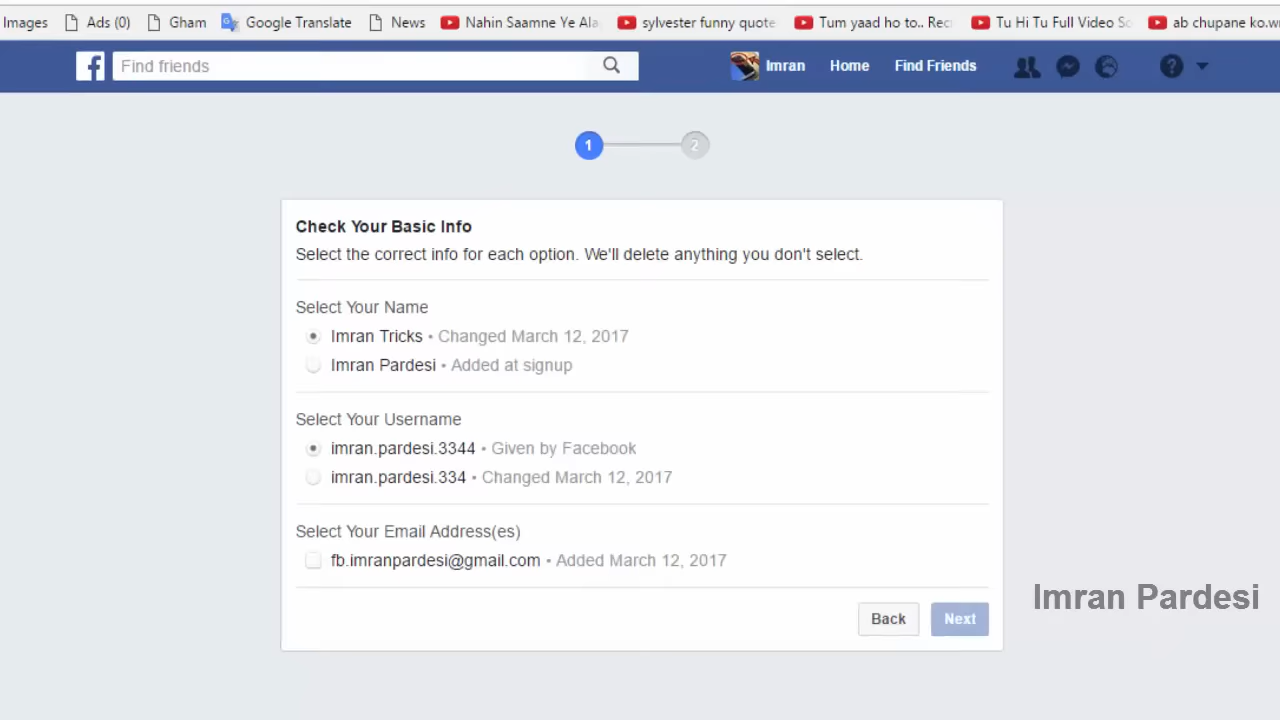 Images Ads (0) Gham Google Translate News Nahin Saamne Ye Ala sylvester funny quote Tum yaad ho to.. Rec Tu Hi Tu Full Video So ab chupane ko.w
Find friends Imran Home Find Friends
1 2
Check Your Basic Info
Select the correct info for each option. We'll delete anything you don't select.
Select Your Name
Imran Tricks • Changed March 12, 2017
Imran Pardesi • Added at signup
Select Your Username
imran.pardesi.3344 • Given by Facebook
imran.pardesi.334 • Changed March 12, 2017
Select Your Email Address(es)
fb.imranpardesi@gmail.com • Added March 12, 2017
Back Next
Imran Pardesi